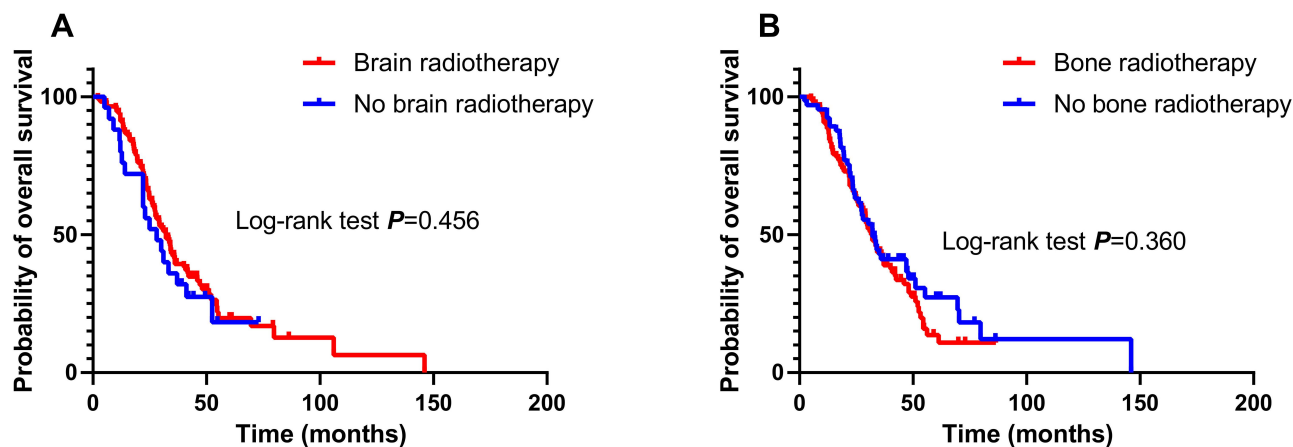 A
Brain radiotherapy
No brain radiotherapy
Probability of overall survival
100
50
0
Log-rank test P=0.456
0 50 100 150 200
Time (months)
B
Bone radiotherapy
No bone radiotherapy
Probability of overall survival
100
50
0
Log-rank test P=0.360
0 50 100 150 200
Time (months)